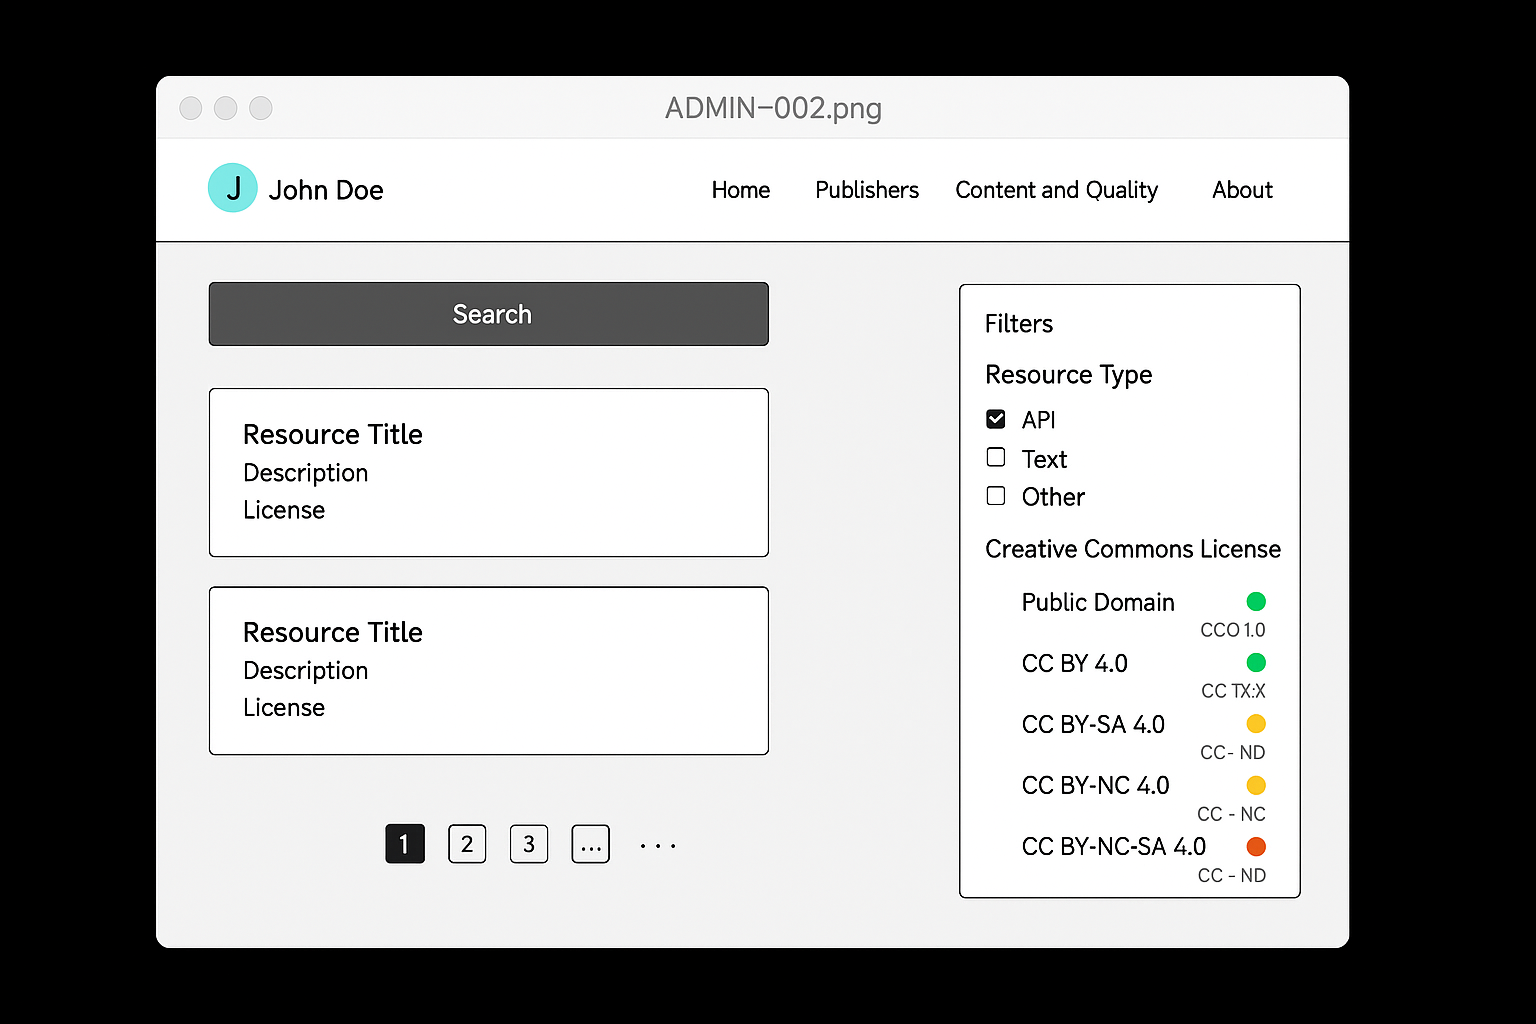 ADMIN–002.png
J John Doe Home Publishers Content and Quality About
Search
Resource Title
Description
License
Resource Title
Description
License
1 2 3 ... ...
Filters
Resource Type
API
Text
Other
Creative Commons License
Public Domain
CCO 1.0
CC BY 4.0
CC TX:X
CC BY-SA 4.0
CC- ND
CC BY-NC 4.0
CC - NC
CC BY-NC-SA 4.0
CC - ND